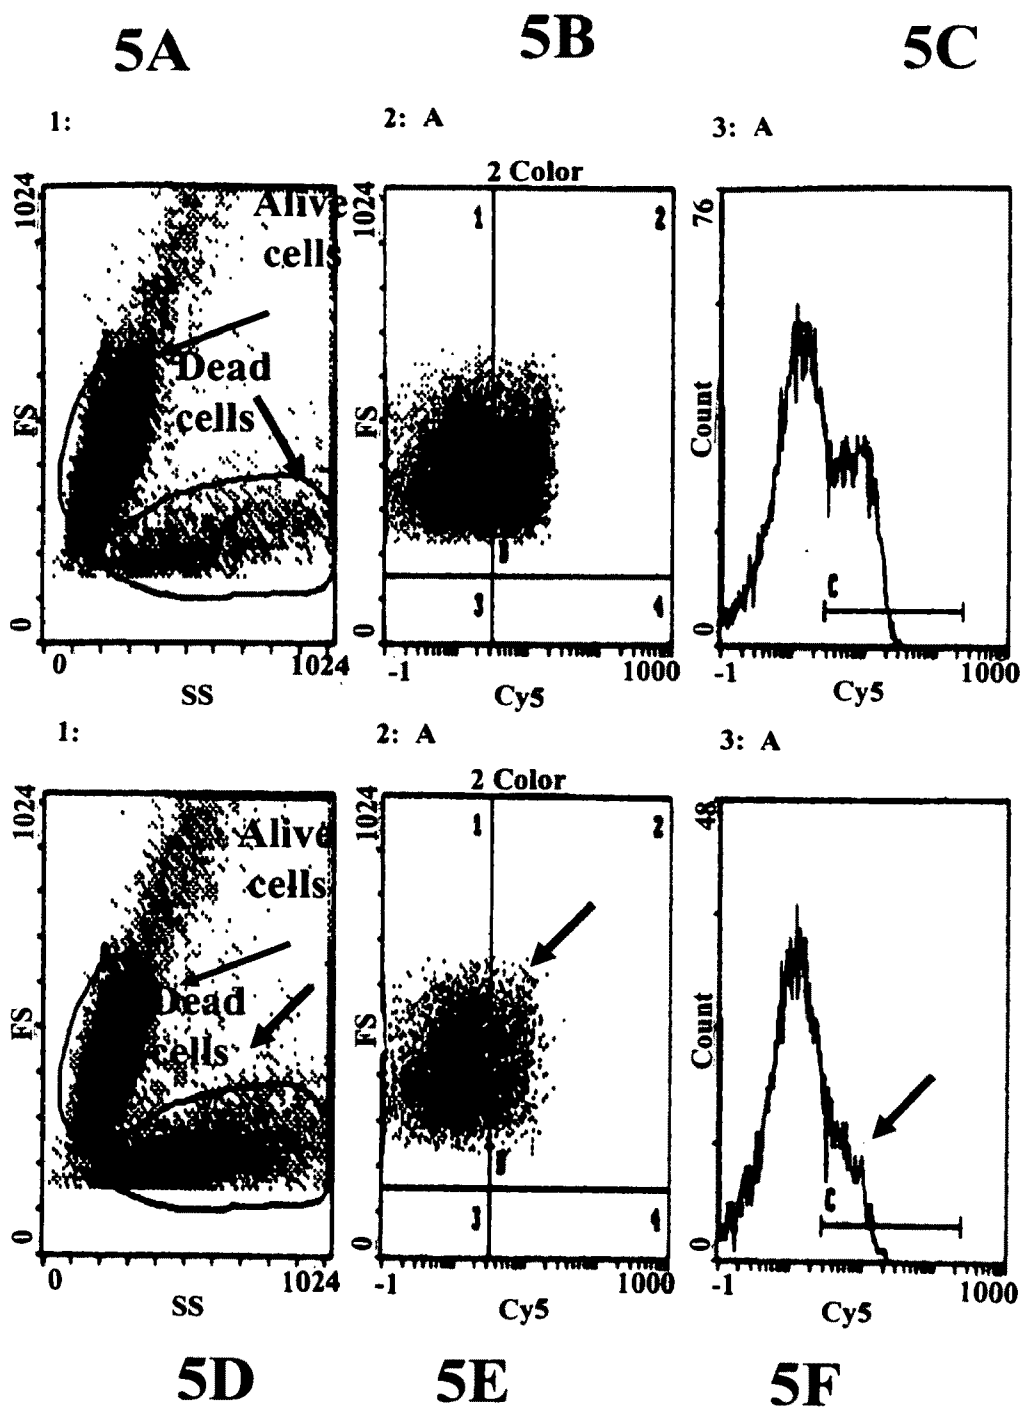 5A 5B 5C
1: 2: A 3: A
2 Color
1024 1024 76
Alive
cells
1 2
Dead
cells
FS FS Count
C
3 4
0 0 0
0 1024 -1 1000 -1 1000
SS Cy5 Cy5
1: 2: A 3: A
2 Color
1024 1024 48
Alive
cells
1 2
Dead
cells
FS FS Count
C
3 4
0 0 0
0 1024 -1 1000 -1 1000
SS Cy5 Cy5
5D 5E 5F